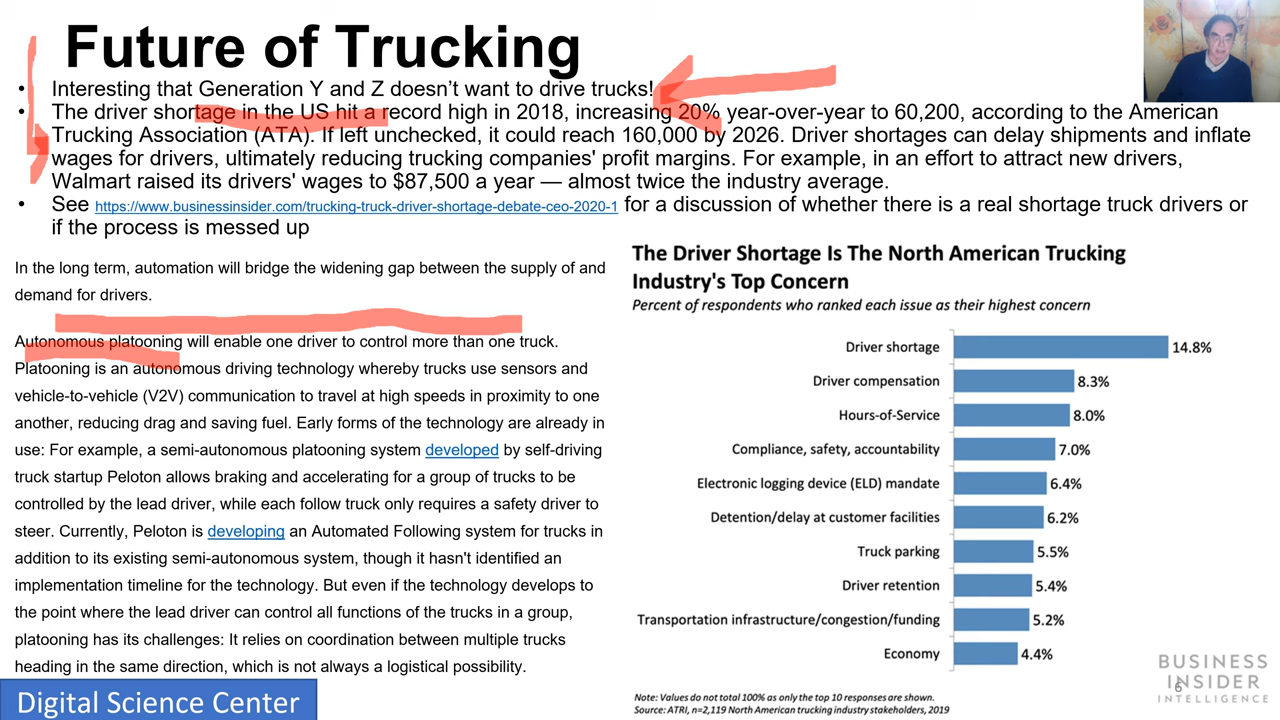 Future of Trucking
• Interesting that Generation Y and Z doesn't want to drive trucks!
• The driver shortage in the US hit a record high in 2018, increasing 20% year-over-year to 60,200, according to the American
Trucking Association (ATA). If left unchecked, it could reach 160,000 by 2026. Driver shortages can delay shipments and inflate
wages for drivers, ultimately reducing trucking companies' profit margins. For example, in an effort to attract new drivers,
Walmart raised its drivers' wages to $87,500 a year — almost twice the industry average.
• See https://www.businessinsider.com/trucking-truck-driver-shortage-debate-ceo-2020-1 for a discussion of whether there is a real shortage truck drivers or
if the process is messed up
In the long term, automation will bridge the widening gap between the supply of and
demand for drivers.
Autonomous platooning will enable one driver to control more than one truck.
Platooning is an autonomous driving technology whereby trucks use sensors and
vehicle-to-vehicle (V2V) communication to travel at high speeds in proximity to one
another, reducing drag and saving fuel. Early forms of the technology are already in
use: For example, a semi-autonomous platooning system developed by self-driving
truck startup Peloton allows braking and accelerating for a group of trucks to be
controlled by the lead driver, while each follow truck only requires a safety driver to
steer. Currently, Peloton is developing an Automated Following system for trucks in
addition to its existing semi-autonomous system, though it hasn't identified an
implementation timeline for the technology. But even if the technology develops to
the point where the lead driver can control all functions of the trucks in a group,
platooning has its challenges: It relies on coordination between multiple trucks
heading in the same direction, which is not always a logistical possibility.
Digital Science Center
The Driver Shortage Is The North American Trucking
Industry's Top Concern
Percent of respondents who ranked each issue as their highest concern
Driver shortage 14.8%
Driver compensation 8.3%
Hours-of-Service 8.0%
Compliance, safety, accountability 7.0%
Electronic logging device (ELD) mandate 6.4%
Detention/delay at customer facilities 6.2%
Truck parking 5.5%
Driver retention 5.4%
Transportation infrastructure/congestion/funding 5.2%
Economy 4.4%
Note: Values do not total 100% as only the top 10 responses are shown.
Source: ATRI, n=2,119 North American trucking industry stakeholders, 2019
BUSINESS
INSIDER
INTELLIGENCE
6